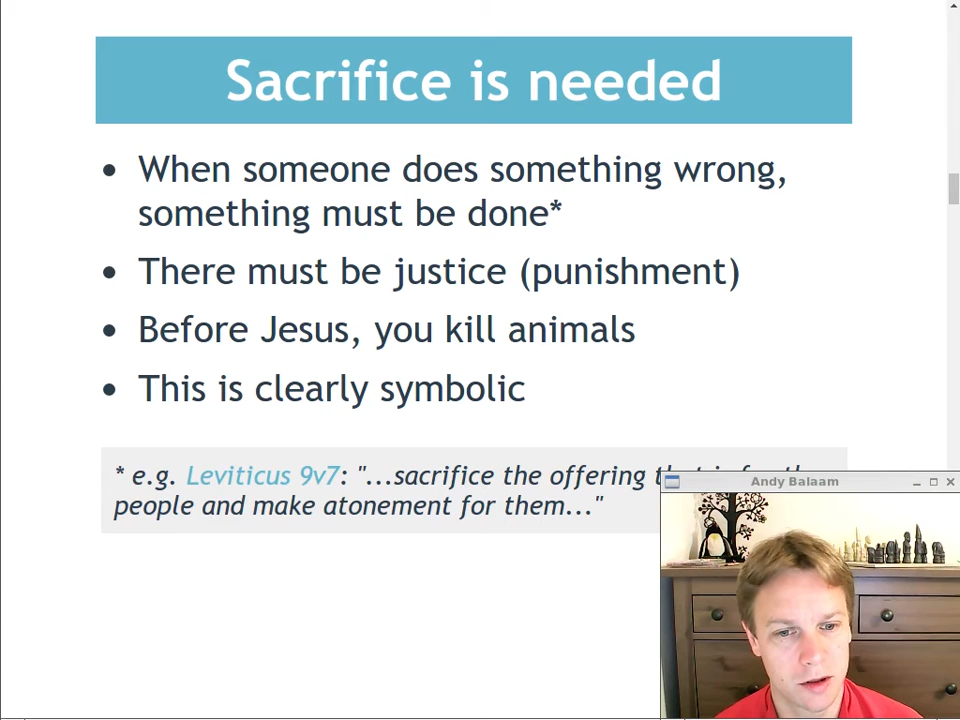 Sacrifice is needed
• When someone does something wrong,
something must be done*
• There must be justice (punishment)
• Before Jesus, you kill animals
• This is clearly symbolic
* e.g. Leviticus 9v7: "...sacrifice the offering
people and make atonement for them..."
Andy Balaam